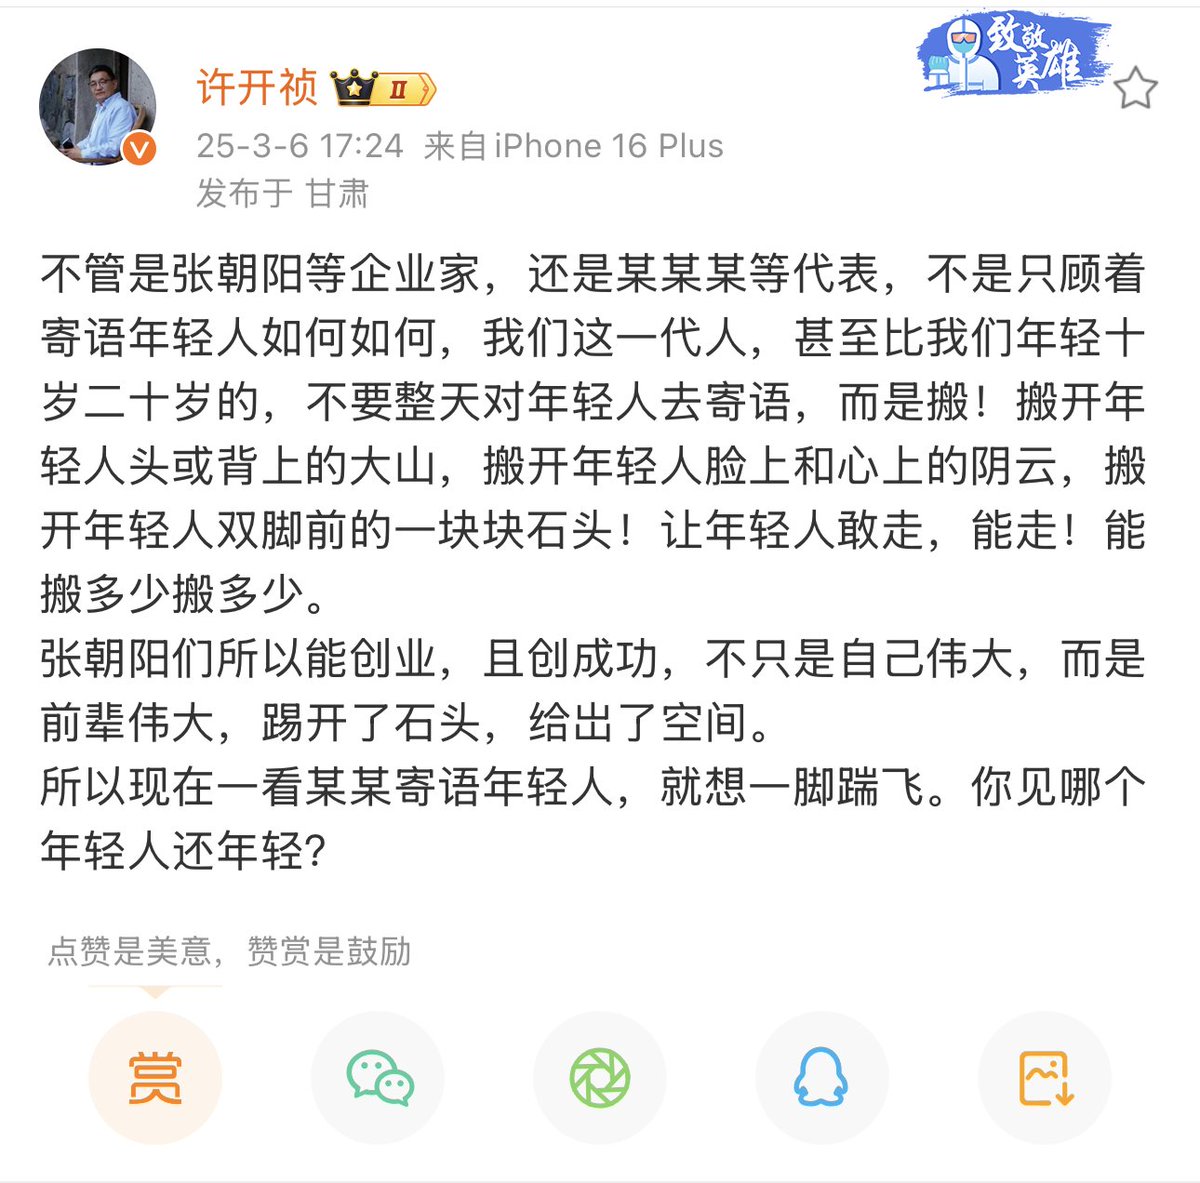 致敬
英雄
许开祯 II
25-3-6 17:24 来自 iPhone 16 Plus
发布于 甘肃
不管是张朝阳等企业家，还是某某某等代表，不是只顾着
寄语年轻人如何如何，我们这一代人，甚至比我们年轻十
岁二十岁的，不要整天对年轻人去寄语，而是搬！搬开年
轻人头或背上的大山，搬开年轻人脸上和心上的阴云，搬
开年轻人双脚前的一块块石头！让年轻人敢走，能走！能
搬多少搬多少。
张朝阳们所以能创业，且创成功，不只是自己伟大，而是
前辈伟大，踢开了石头，给出了空间。
所以现在一看某某寄语年轻人，就想一脚踹飞。你见哪个
年轻人还年轻?
点赞是美意，赞赏是鼓励
赏